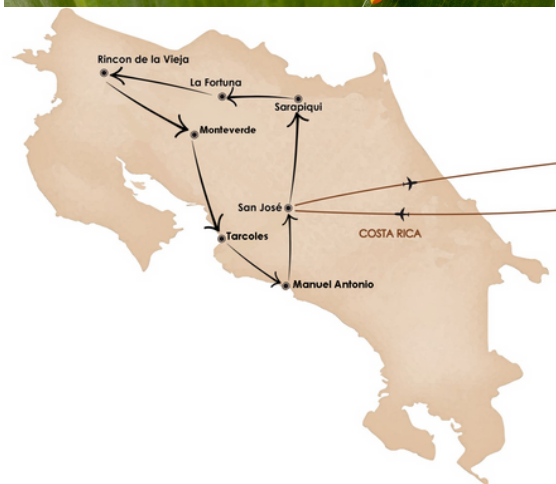 Rincon de la Vieja
La Fortuna
Sarapiqui
Monteverde
San José
Tarcoles
COSTA RICA
Manuel Antonio